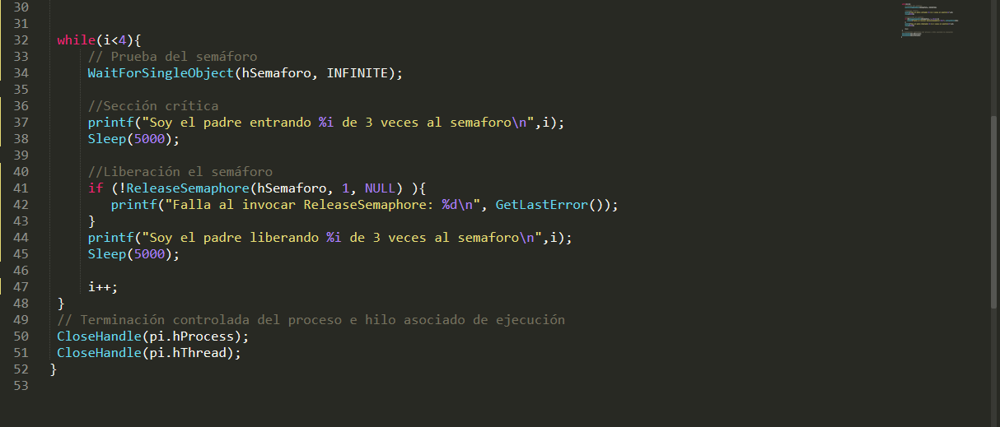 30
31
32 while(i<4){
33 // Prueba del semáforo
34 WaitForSingleObject(hSemaforo, INFINITE);
35
36 //Sección crítica
37 printf("Soy el padre entrando %i de 3 veces al semaforo\n",i);
38 Sleep(5000);
39
40 //Liberación el semáforo
41 if (!ReleaseSemaphore(hSemaforo, 1, NULL) ){
42 printf("Falla al invocar ReleaseSemaphore: %d\n", GetLastError());
43 }
44 printf("Soy el padre liberando %i de 3 veces al semaforo\n",i);
45 Sleep(5000);
46
47 i++;
48 }
49 // Terminación controlada del proceso e hilo asociado de ejecución
50 CloseHandle(pi.hProcess);
51 CloseHandle(pi.hThread);
52 }
53